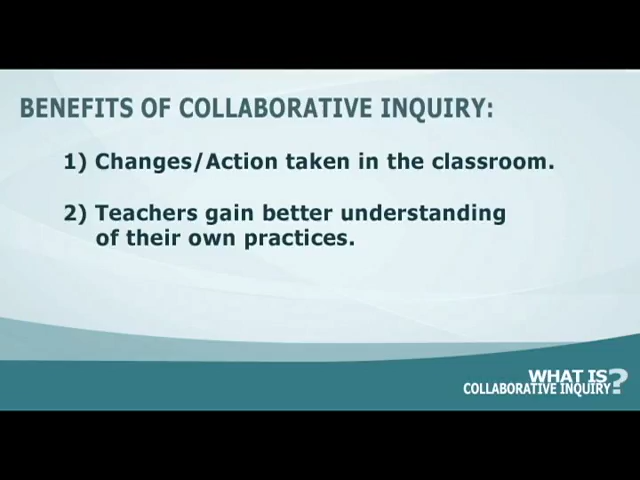 BENEFITS OF COLLABORATIVE INQUIRY:
1) Changes/Action taken in the classroom.
2) Teachers gain better understanding
of their own practices.
WHAT IS
COLLABORATIVE INQUIRY?